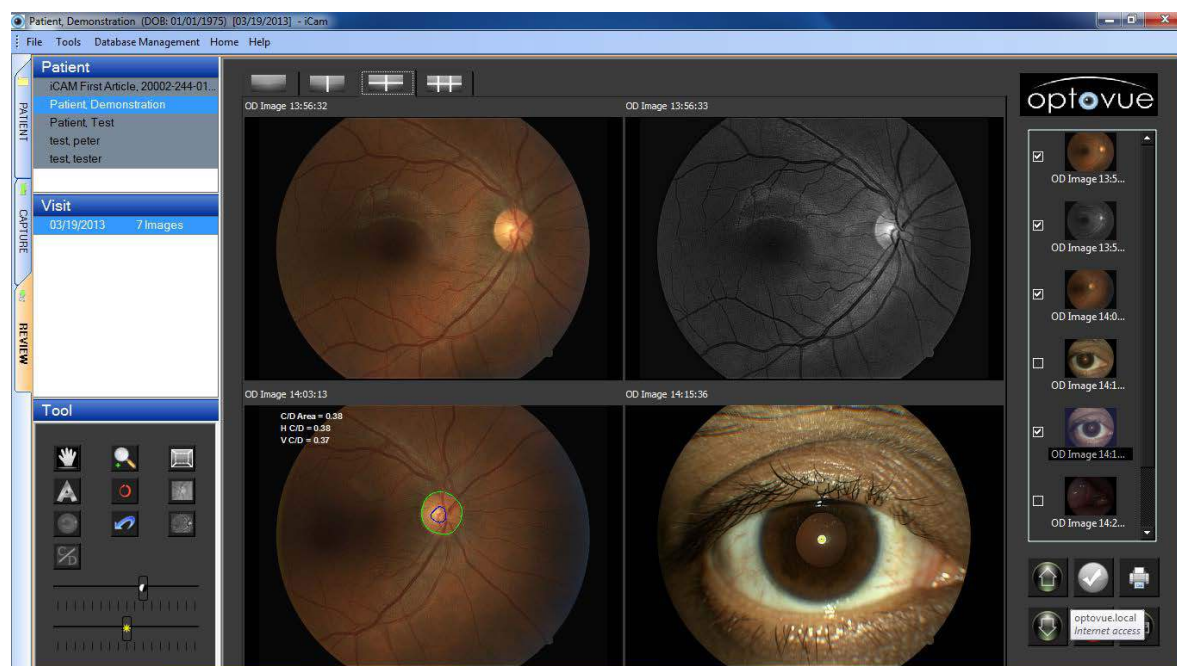 Patient, Demonstration (DOB: 01/01/1975) [03/19/2013] - iCam
File Tools Database Management Home Help
PATIENT
CAPTURE
REVIEW
Patient
iCAM First Article, 20002-244-01...
Patient, Demonstration
Patient, Test
test, peter
test, tester
Visit
03/19/2013 7 Images
Tool
A
C/D
OD Image 13:56:32
OD Image 13:56:33
OD Image 14:03:13
C/D Area = 0.38
H C/D = 0.38
V C/D = 0.37
OD Image 14:15:36
optovue
OD Image 13:5...
OD Image 13:5...
OD Image 14:0...
OD Image 14:1...
OD Image 14:1...
OD Image 14:2...
optovue.local
Internet access